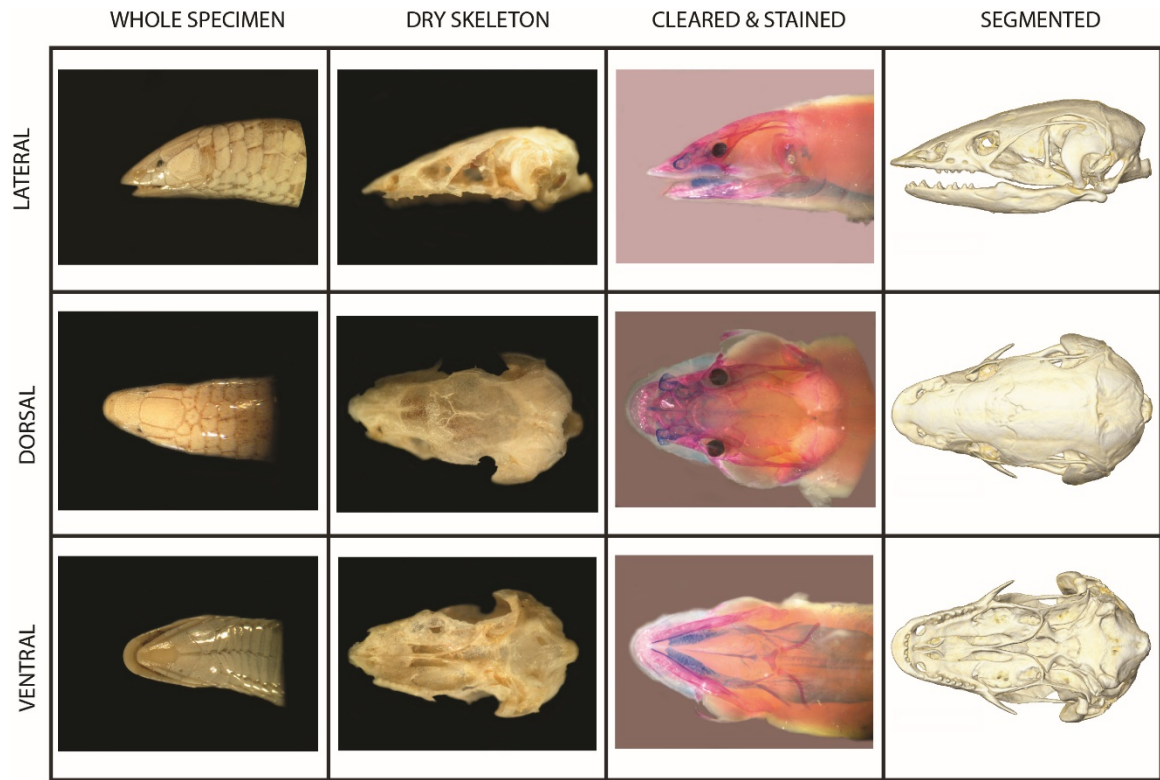 WHOLE SPECIMEN
DRY SKELETON
CLEARED & STAINED
SEGMENTED
LATERAL
DORSAL
VENTRAL